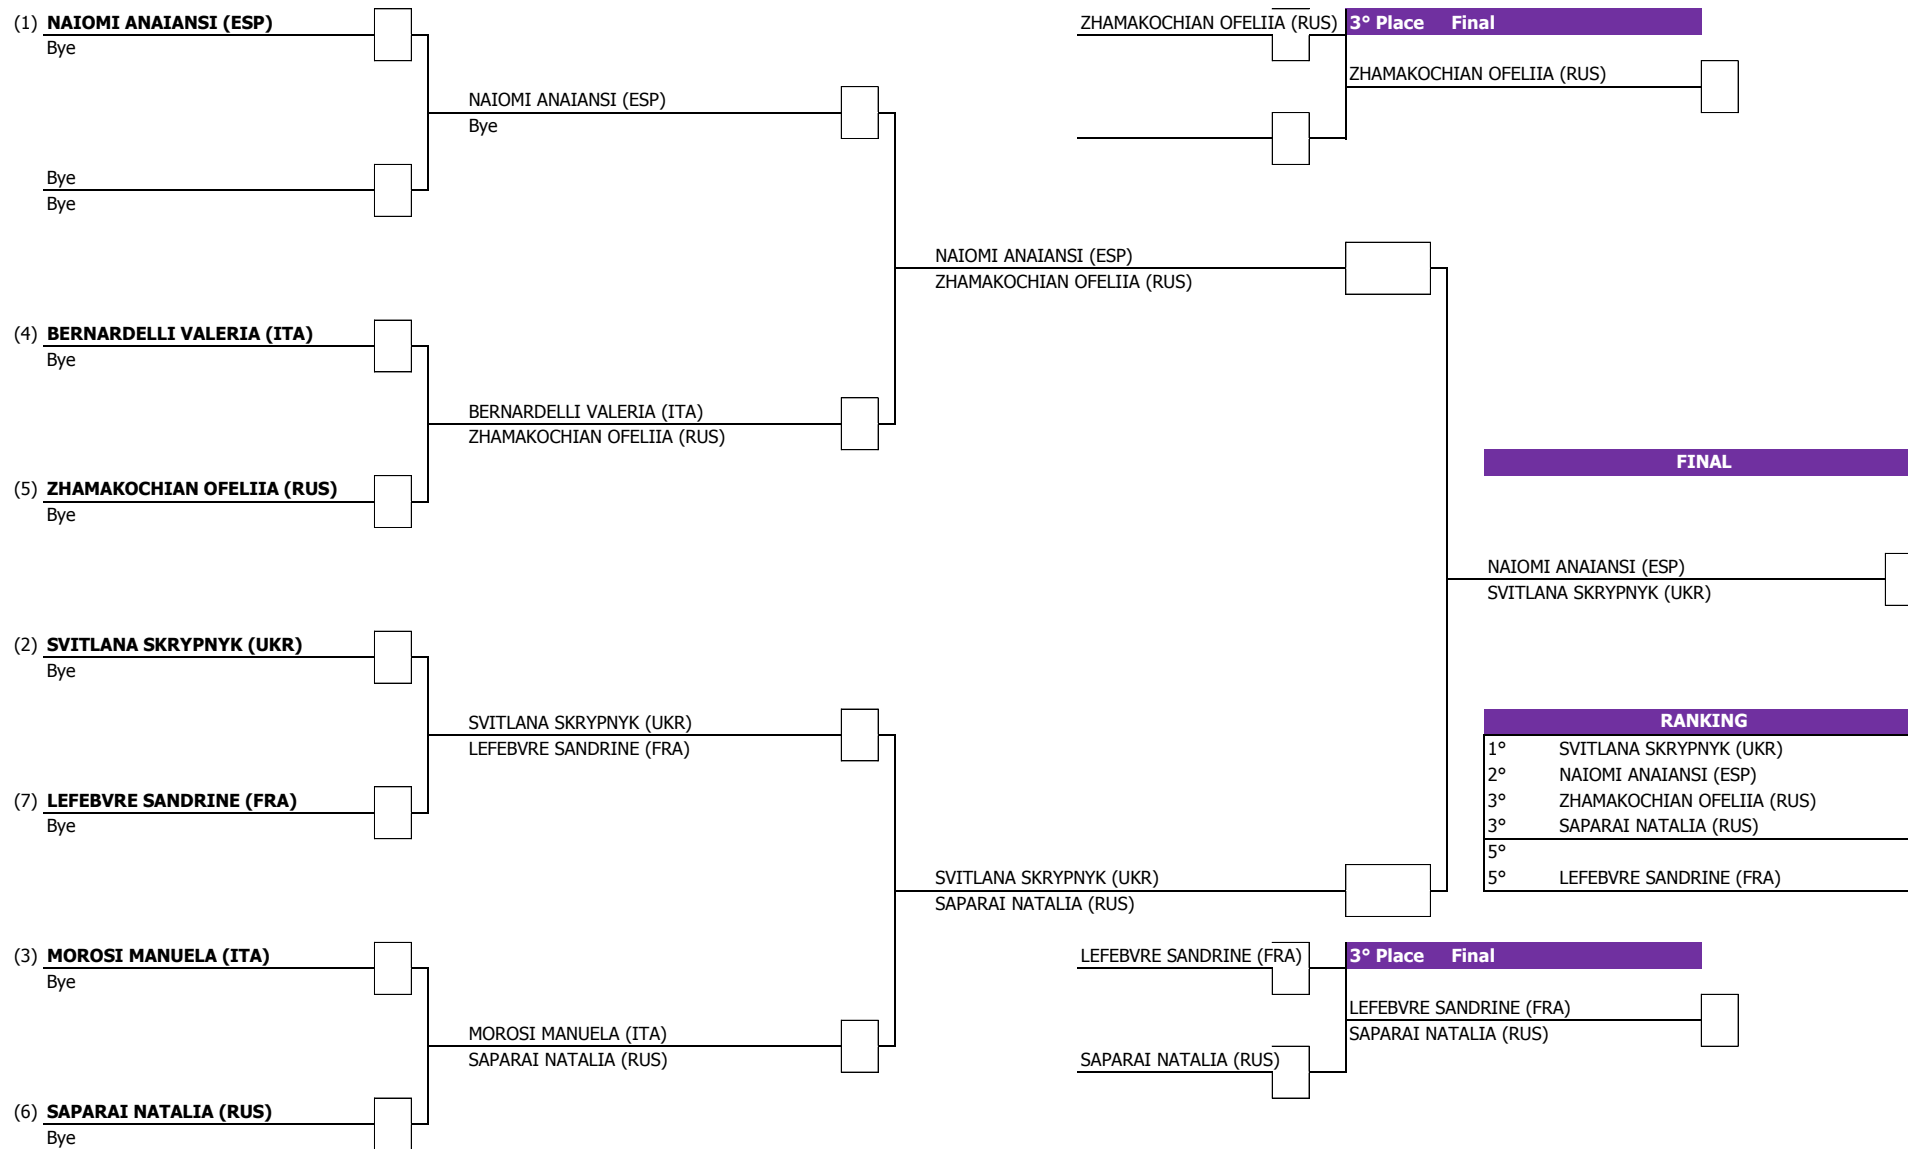 (1) NAIOMI ANAIANSI (ESP)
Bye
Bye
Bye
(4) BERNARDELLI VALERIA (ITA)
Bye
(5) ZHAMAKOCHIAN OFELIIA (RUS)
Bye
(2) SVITLANA SKRYPNYK (UKR)
Bye
(7) LEFEBVRE SANDRINE (FRA)
Bye
(3) MOROSI MANUELA (ITA)
Bye
(6) SAPARAI NATALIA (RUS)
Bye
NAIOMI ANAIANSI (ESP)
Bye
BERNARDELLI VALERIA (ITA)
ZHAMAKOCHIAN OFELIIA (RUS)
SVITLANA SKRYPNYK (UKR)
LEFEBVRE SANDRINE (FRA)
MOROSI MANUELA (ITA)
SAPARAI NATALIA (RUS)
NAIOMI ANAIANSI (ESP)
ZHAMAKOCHIAN OFELIIA (RUS)
SVITLANA SKRYPNYK (UKR)
SAPARAI NATALIA (RUS)
ZHAMAKOCHIAN OFELIIA (RUS)
3° Place Final
ZHAMAKOCHIAN OFELIIA (RUS)
FINAL
NAIOMI ANAIANSI (ESP)
SVITLANA SKRYPNYK (UKR)
RANKING
1° SVITLANA SKRYPNYK (UKR)
2° NAIOMI ANAIANSI (ESP)
3° ZHAMAKOCHIAN OFELIIA (RUS)
3° SAPARAI NATALIA (RUS)
5°
5° LEFEBVRE SANDRINE (FRA)
LEFEBVRE SANDRINE (FRA)
3° Place Final
LEFEBVRE SANDRINE (FRA)
SAPARAI NATALIA (RUS)
SAPARAI NATALIA (RUS)